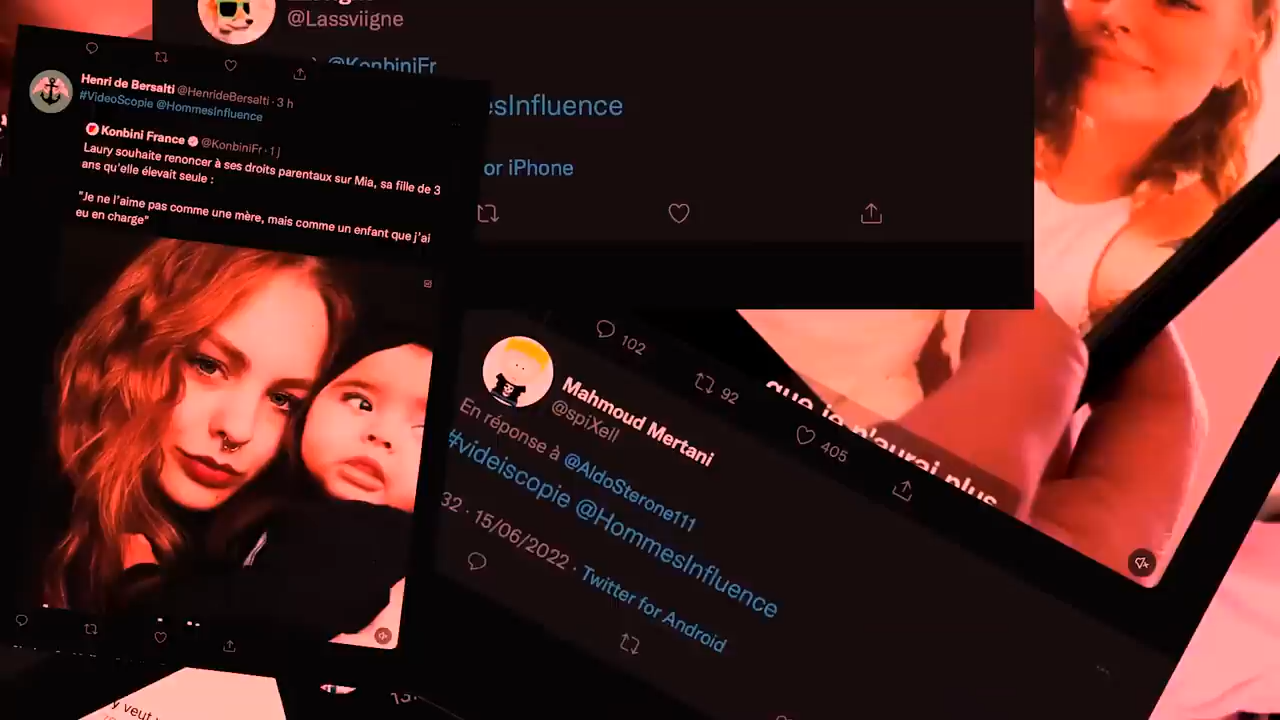 @Lassviigne
@KonbiniFr
esInfluence
or iPhone
Henri de Bersalti @HenrideBersalti · 3 h
#VideoScopie @HommesInfluence
Konbini France @KonbiniFr · 1 j
Laury souhaite renoncer à ses droits parentaux sur Mia, sa fille de 3
ans qu'elle élevait seule :
"Je ne l'aime pas comme une mère, mais comme un enfant que j'ai
eu en charge"
102
92
405
que je n'aurai plus
Mahmoud Mertani
@spiXell
En réponse à @AldoSterone111
#videiscopie @HommesInfluence
32 · 15/06/2022 · Twitter for Android
y veut